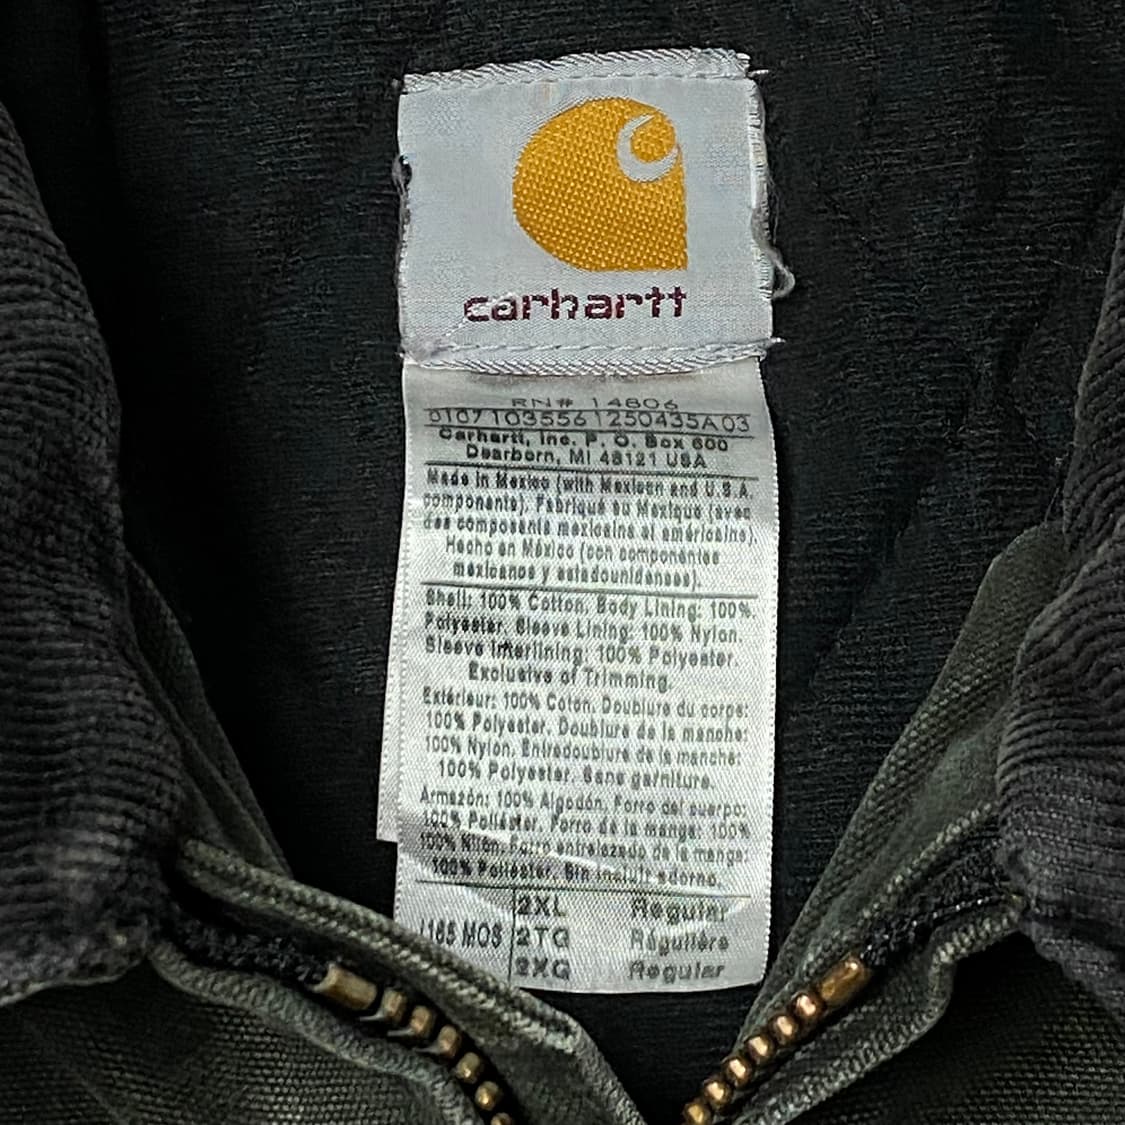 carhartt
RN# 14806
0107103556 1250435A03
Carhartt, Inc. P. O. Box 600
Dearborn, MI 48121 USA
Made in Mexico (with Mexican and U.S.A.
components). Fabriqué au Mexique (avec
des composants mexicains et américains).
Hecho en México (con componentes
mexicanos y estadounidenses).
Shell: 100% Cotton. Body Lining: 100%
Polyester. Sleeve Lining: 100% Nylon.
Sleeve Interlining: 100% Polyester.
Exclusive of Trimming.
Extérieur: 100% Coton. Doublure du corps:
100% Polyester. Doublure de la manche:
100% Nylon. Entredoublure de la manche:
100% Polyester. Sans garniture.
Armazón: 100% Algodón. Forro del cuerpo:
100% Poliéster. Forro de la manga: 100%
100% Nilon. Forro entrelazado de la manga:
100% Poliéster. Sin incluir adorno.
2XL Regular
J165 MOS 2TG Régulière
2XG Regular